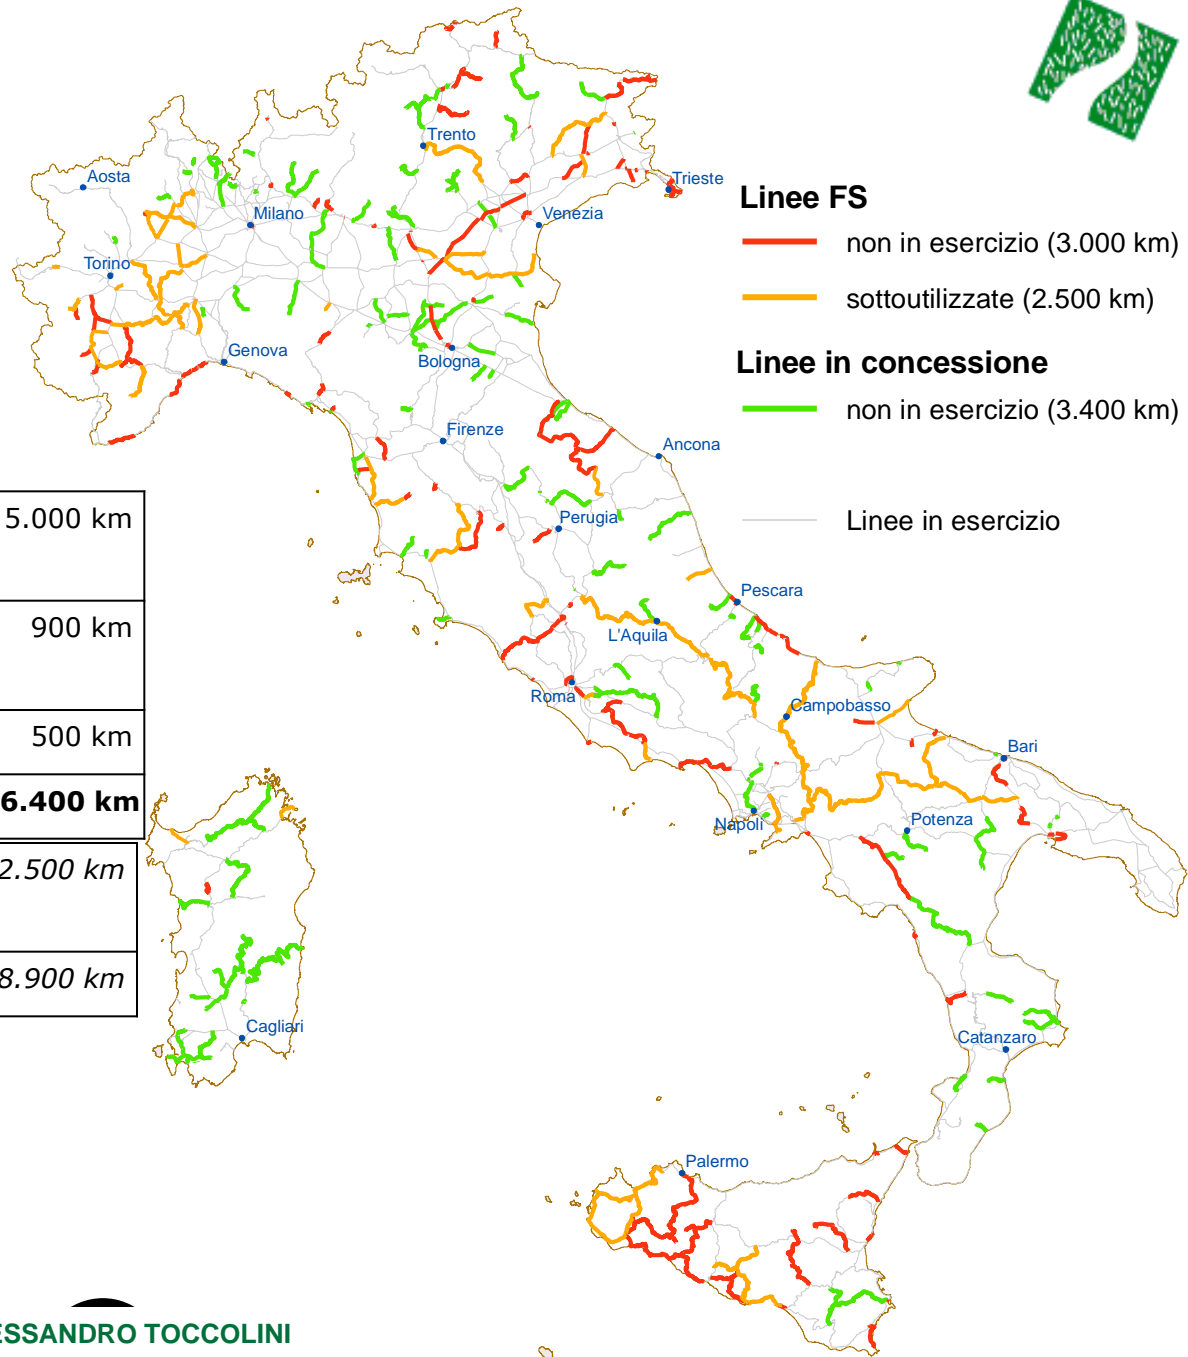 Linee FS
non in esercizio (3.000 km)
sottoutilizzate (2.500 km)
Linee in concessione
non in esercizio (3.400 km)
Linee in esercizio
Trento
Aosta
Trieste
Milano
Venezia
Torino
Genova
Bologna
Firenze
Ancona
Perugia
Pescara
L'Aquila
Roma
Campobasso
Bari
Napoli
Potenza
Cagliari
Catanzaro
Palermo
5.000 km
900 km
500 km
6.400 km
2.500 km
8.900 km
ESSANDRO TOCCOLINI